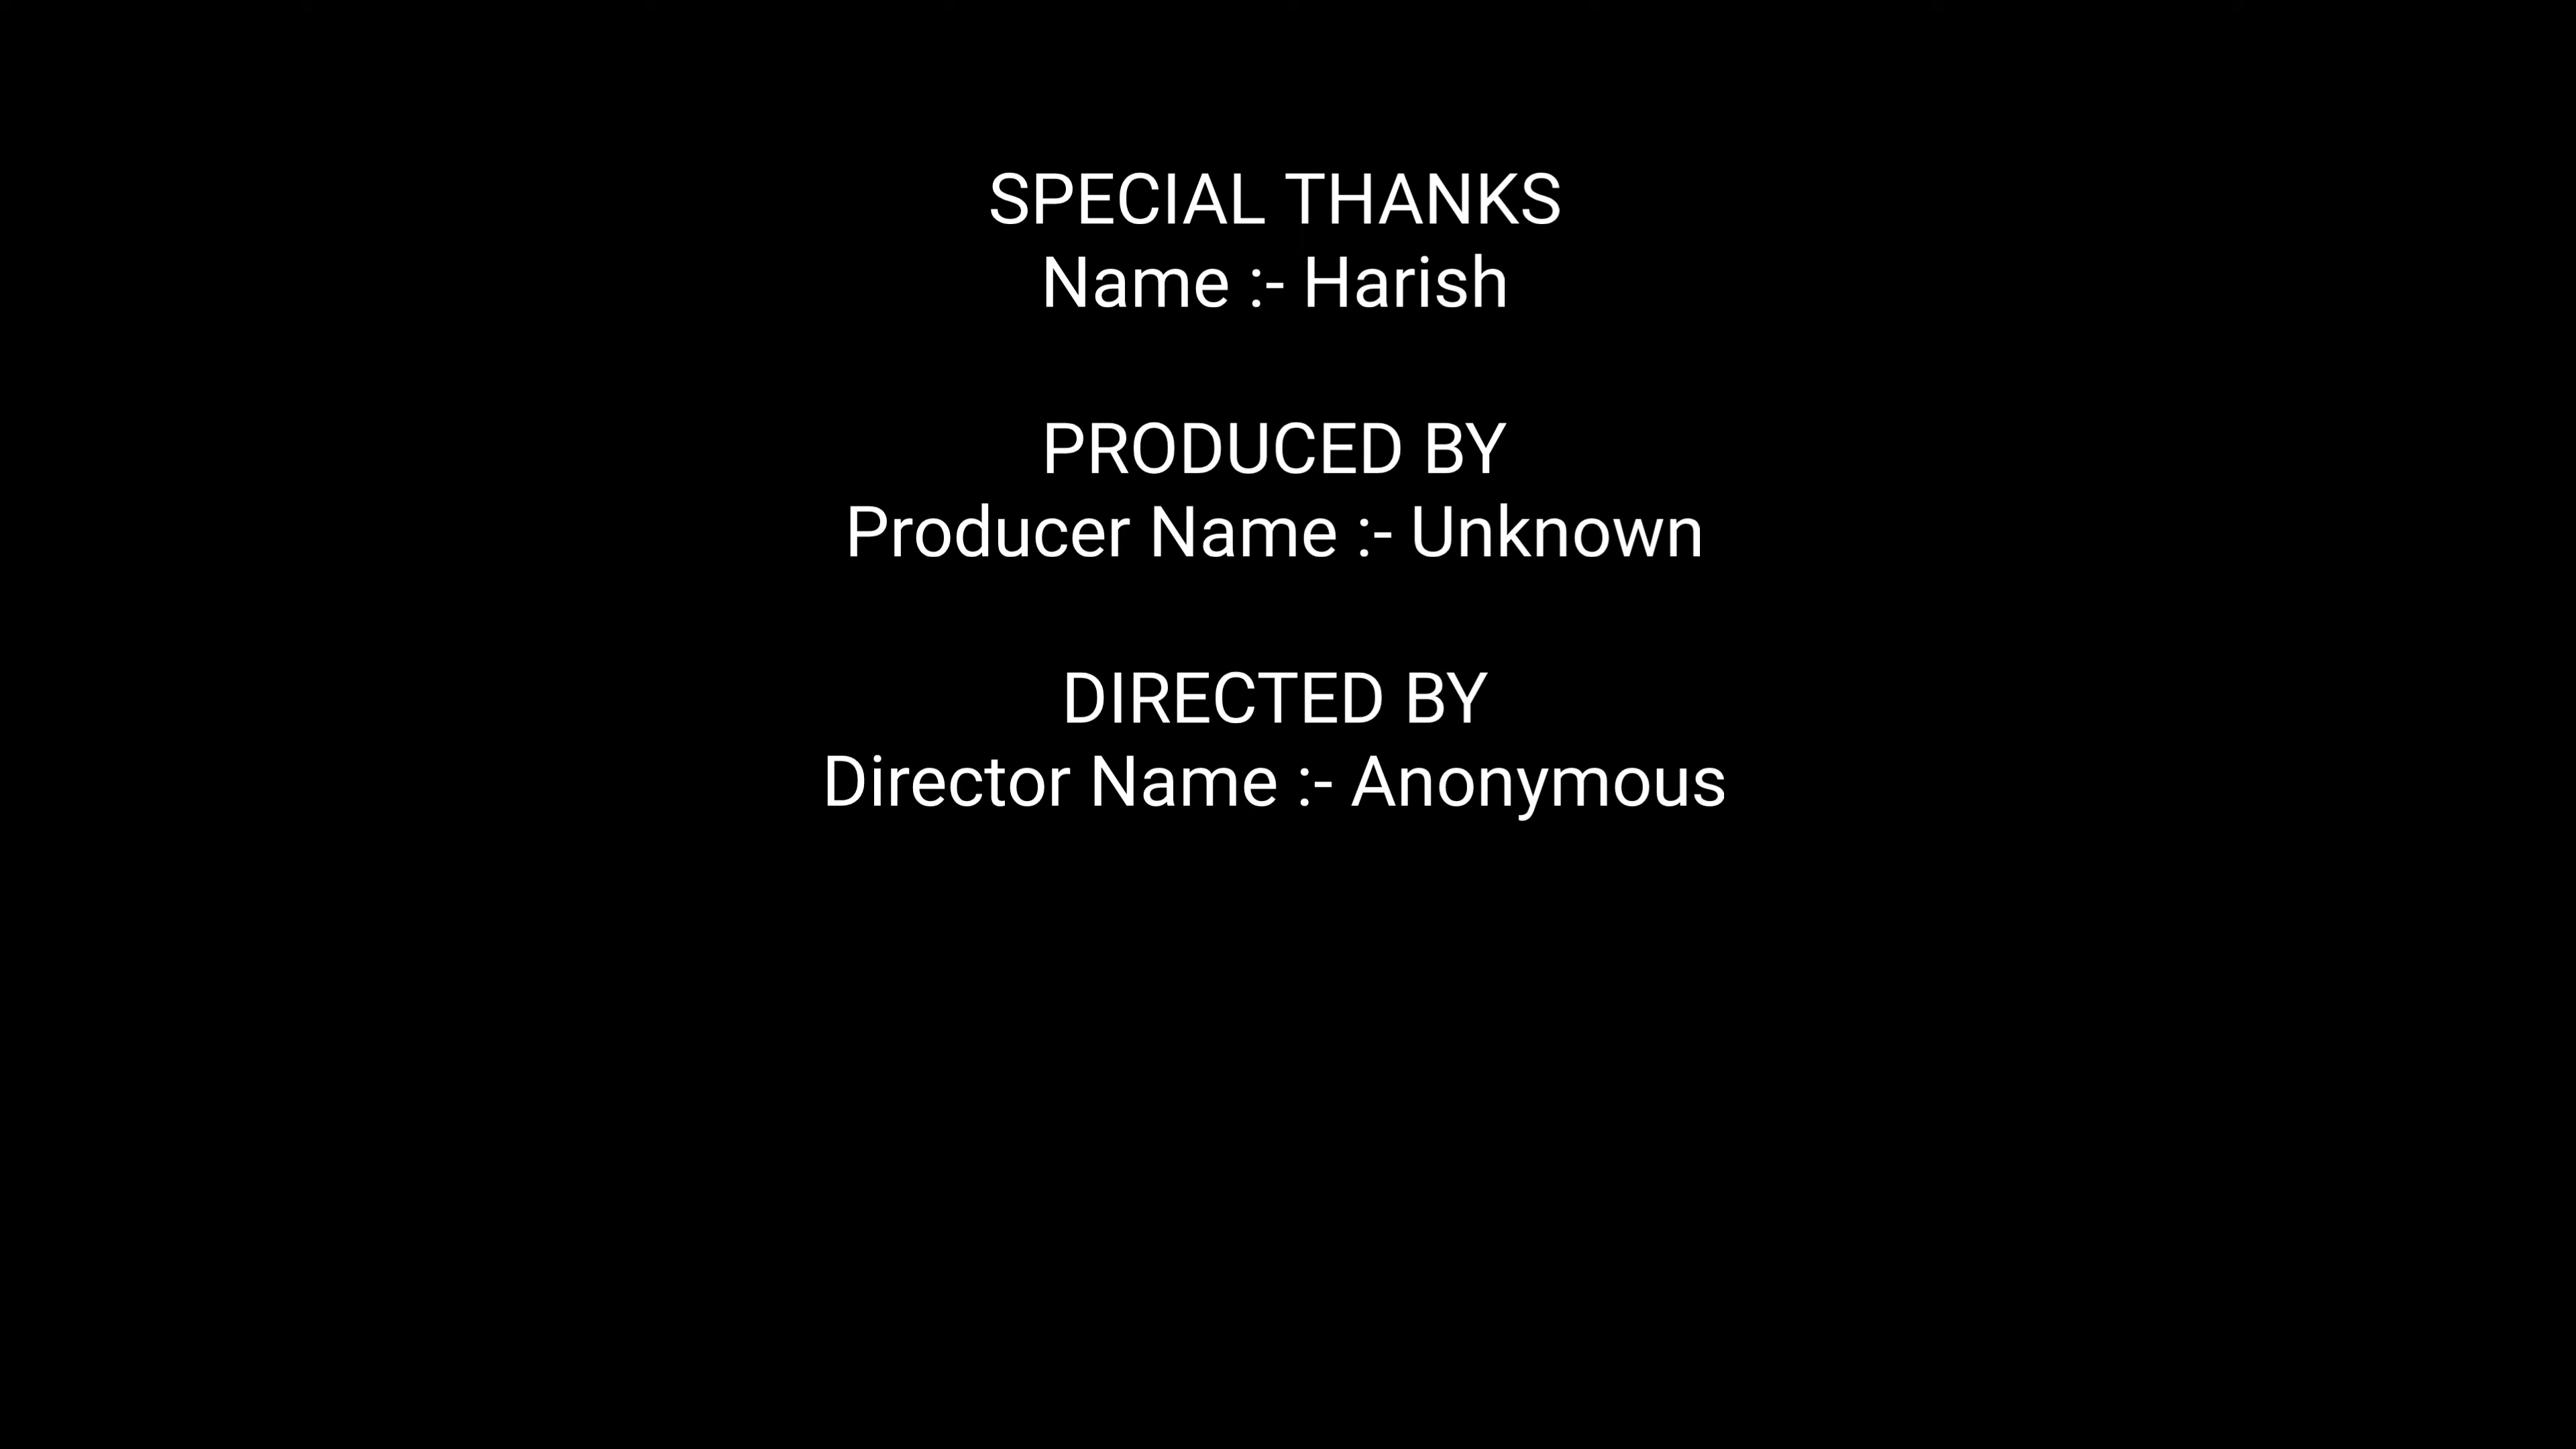 SPECIAL THANKS
Name :- Harish
PRODUCED BY
Producer Name :- Unknown
DIRECTED BY
Director Name :- Anonymous